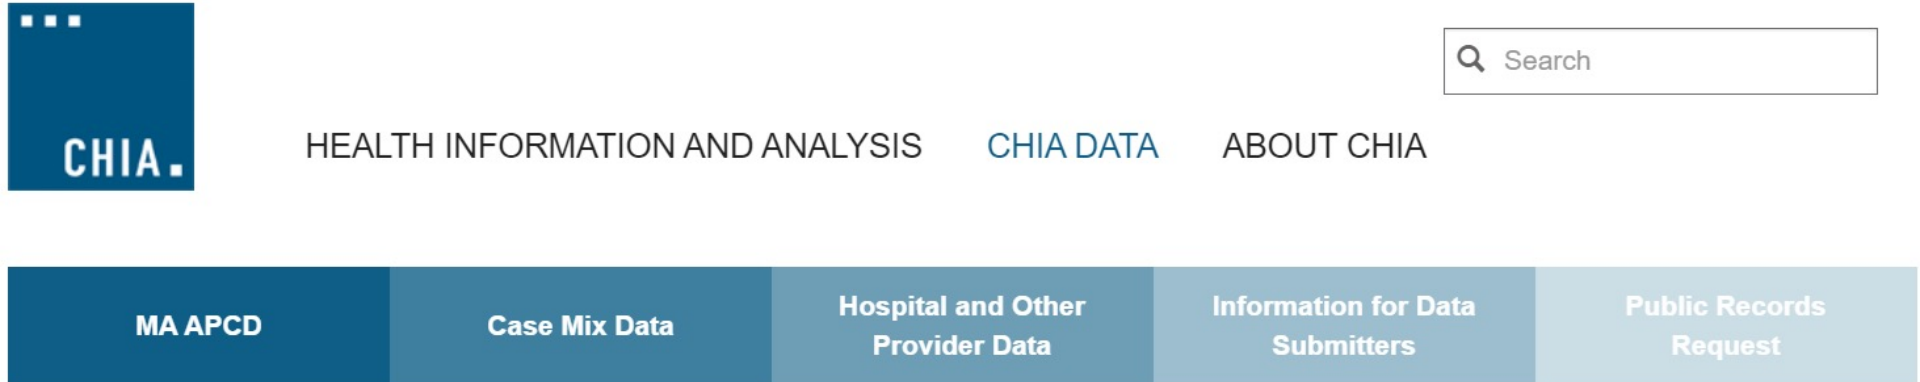 Search
CHIA.
HEALTH INFORMATION AND ANALYSIS CHIA DATA ABOUT CHIA
MA APCD
Case Mix Data
Hospital and Other
Provider Data
Information for Data
Submitters
Public Records
Request